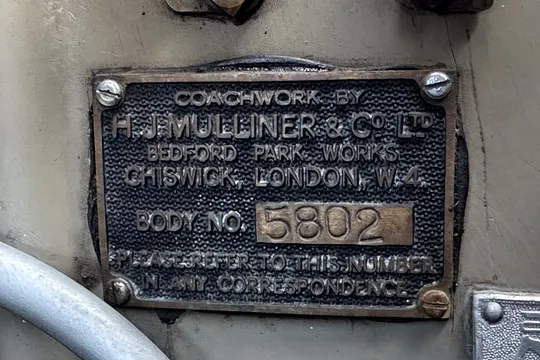 COACHWORK BY
H.J. MULLINER & Co. LTD
BEDFORD PARK WORKS
CHISWICK, LONDON, W.4.
BODY NO. 5802
PLEASE REFER TO THIS NUMBER
IN ANY CORRESPONDENCE